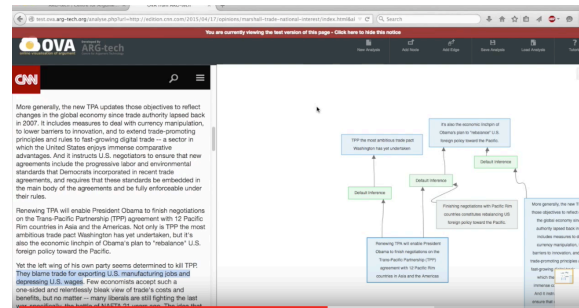 test.ova.arg-tech.org/analyse.php?url=http://edition.cnn.com/2015/04/17/opinions/marshall-trade-national-interest/index.html
Search
You are currently viewing the test version of this page - Click here to hide this notice
OVA
ARG-tech
New Analysis
Add Node
Add Edge
Save Analysis
Load Analysis
CNN
More generally, the new TPA updates those objectives to reflect
changes in the global economy since trade authority lapsed back
in 2007. It includes measures to deal with currency manipulation,
to lower barriers to innovation, and to extend trade-promoting
principles and rules to fast-growing digital trade -- a sector in
which the United States enjoys immense comparative
advantages. And it instructs U.S. negotiators to ensure that new
agreements include the progressive labor and environmental
standards that Democrats incorporated in recent trade
agreements, and requires that these standards be embedded in
the main body of the agreements and be fully enforceable under
their rules.
Renewing TPA will enable President Obama to finish negotiations
on the Trans-Pacific Partnership (TPP) agreement with 12 Pacific
Rim countries in Asia and the Americas. Not only is TPP the most
ambitious trade pact Washington has yet undertaken, but it's
also the economic linchpin of Obama's plan to "rebalance" U.S.
foreign policy toward the Pacific.
Yet the left wing of his own party seems determined to kill TPP.
They blame trade for exporting U.S. manufacturing jobs and
depressing U.S. wages. Few economists accept such a
one-sided and relentlessly bleak view of trade's costs and
benefits, but no matter -- many liberals are still fighting the last
TPP the most ambitious trade pact
Washington has yet undertaken
It's also the economic linchpin of
Obama's plan to "rebalance" U.S.
foreign policy toward the Pacific.
Default Inference
Default Inference
Default Inference
Finishing negotiations with Pacific Rim
countries constitutes rebalancing US
foreign policy toward the Pacific.
Renewing TPA will enable President
Obama to finish negotiations on the
Trans-Pacific Partnership (TPP)
agreement with 12 Pacific Rim
countries in Asia and the Americas
More generally, the new
those objectives to reflect
the global economy
authority lapsed back
includes measures to
currency manipulation,
barriers to innovation, and
trade-promoting principles
fast-growing
which the
immense
And it
ensure that